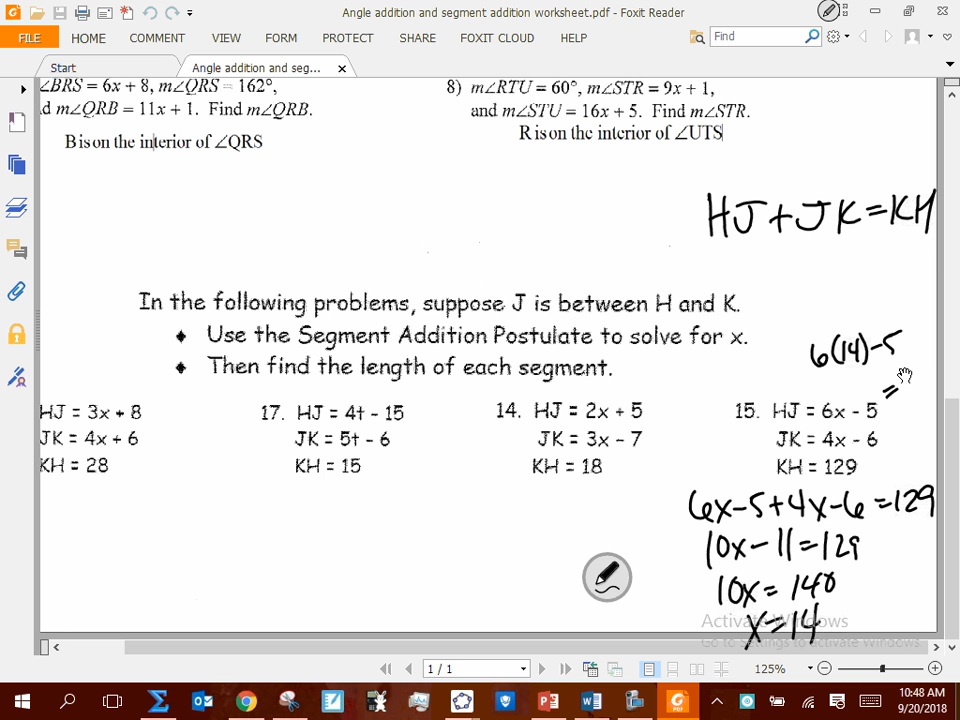 Angle addition and segment addition worksheet.pdf - Foxit Reader
FILE HOME COMMENT VIEW FORM PROTECT SHARE FOXIT CLOUD HELP Find
Start Angle addition and seg...
∠BRS = 6x + 8, m∠QRS = 162°,
d m∠QRB = 11x + 1. Find m∠QRB.
B is on the interior of ∠QRS
8) m∠RTU = 60°, m∠STR = 9x + 1,
and m∠STU = 16x + 5. Find m∠STR.
R is on the interior of ∠UTS
HJ + JK = KH
In the following problems, suppose J is between H and K.
♦ Use the Segment Addition Postulate to solve for x.
♦ Then find the length of each segment.
6(14) - 5
=
HJ = 3x + 8
JK = 4x + 6
KH = 28
17. HJ = 4t - 15
JK = 5t - 6
KH = 15
14. HJ = 2x + 5
JK = 3x - 7
KH = 18
15. HJ = 6x - 5
JK = 4x - 6
KH = 129
6x - 5 + 4x - 6 = 129
10x - 11 = 129
10x = 140
x = 14
Activate Windows
Go to Settings to activate Windows.
1 / 1
125%
10:48 AM
9/20/2018